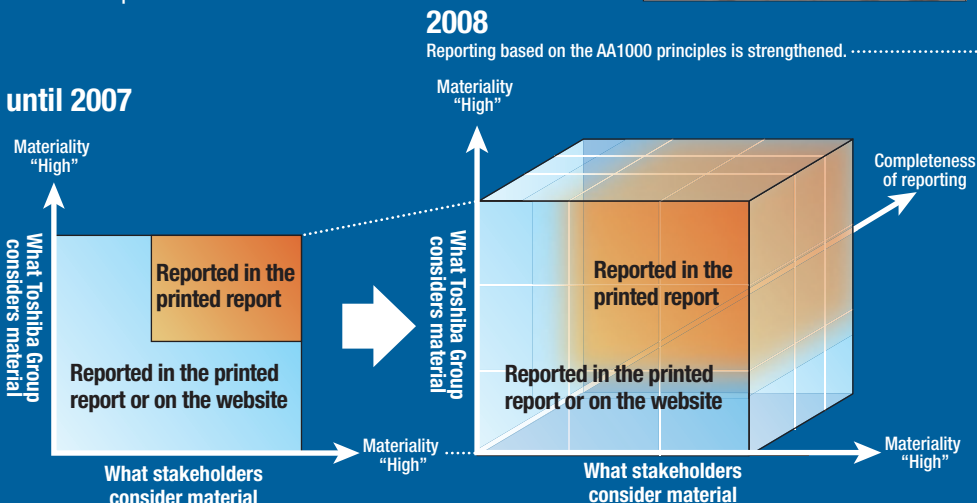 2008
Reporting based on the AA1000 principles is strengthened.
until 2007
Materiality
“High”
What Toshiba Group
considers material
Reported in the
printed report
Reported in the printed
report or on the website
Materiality
“High”
What stakeholders
consider material
Materiality
“High”
What Toshiba Group
considers material
Completeness
of reporting
Reported in the
printed report
Reported in the printed
report or on the website
Materiality
“High”
What stakeholders
consider material